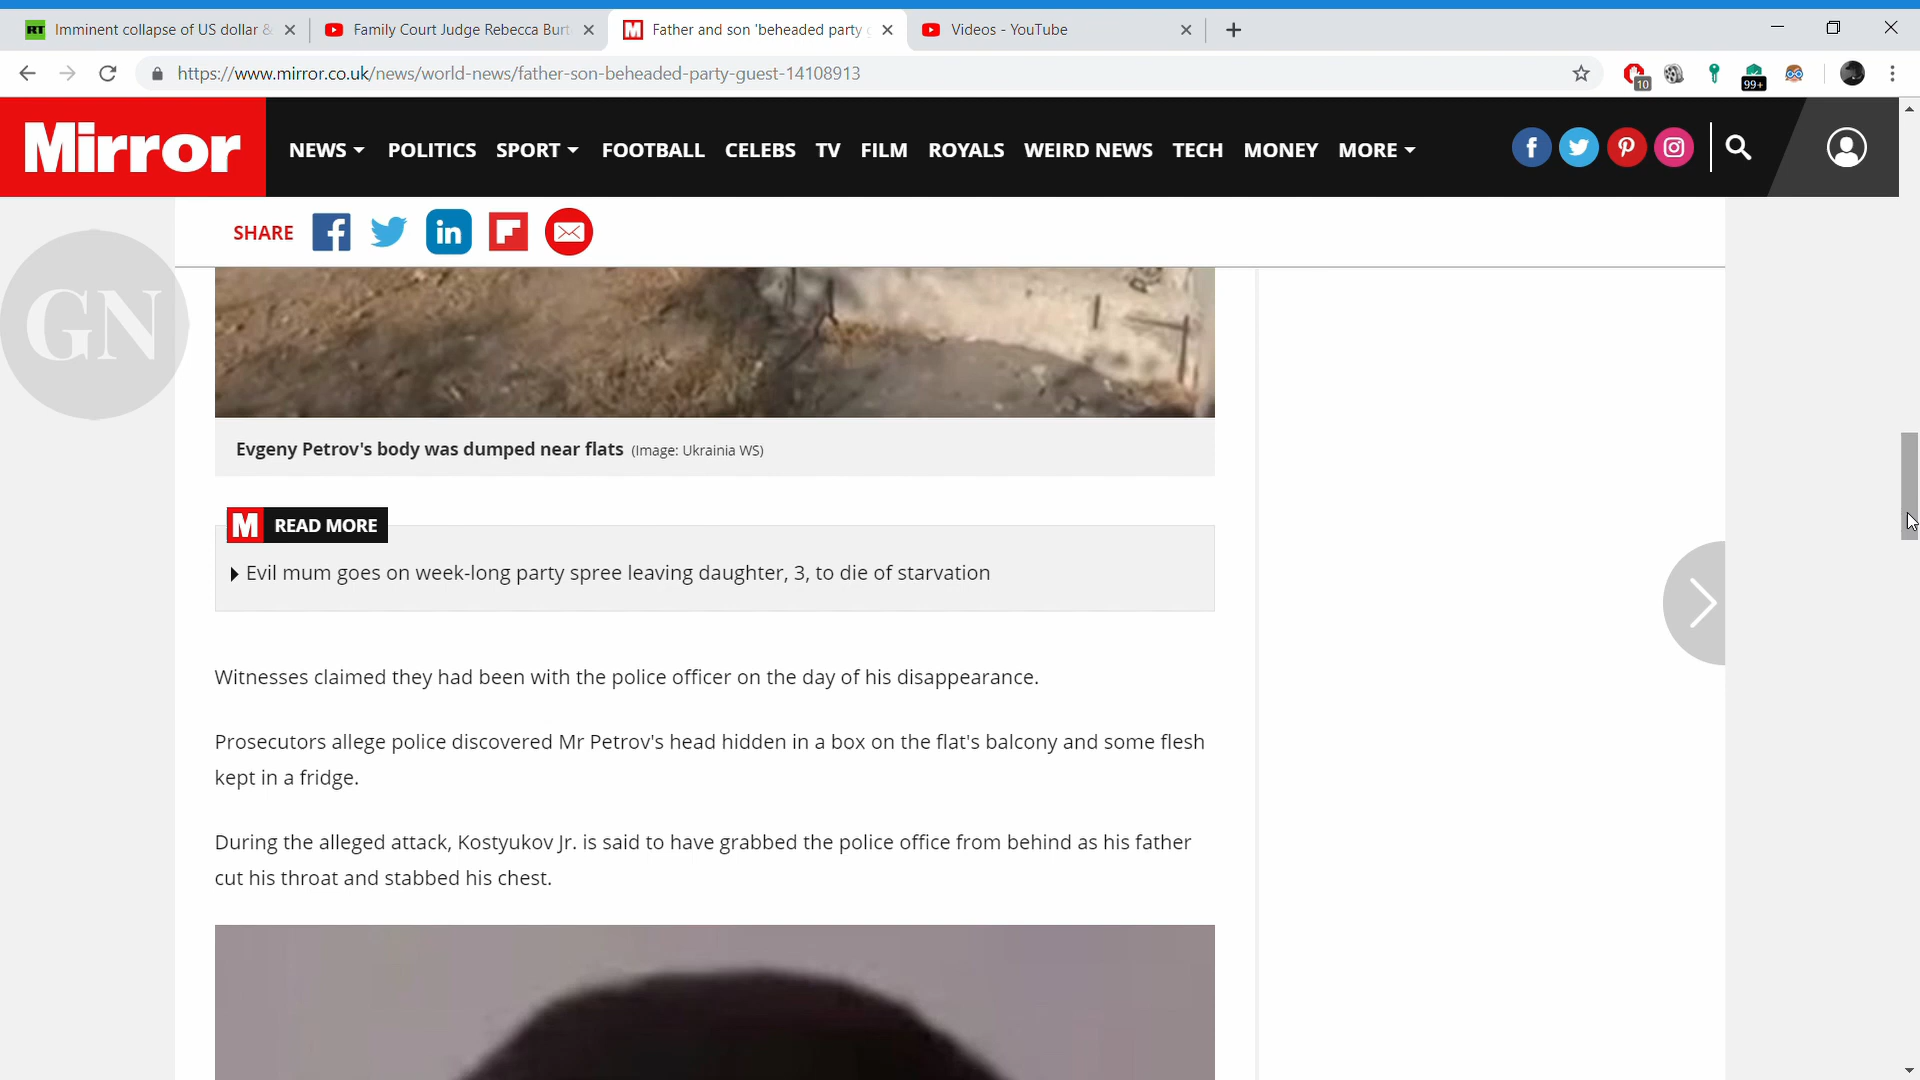 RT Imminent collapse of US dollar &
Family Court Judge Rebecca Burt
M Father and son 'beheaded party g
Videos - YouTube
https://www.mirror.co.uk/news/world-news/father-son-beheaded-party-guest-14108913
10
99+
Mirror
NEWS POLITICS SPORT FOOTBALL CELEBS TV FILM ROYALS WEIRD NEWS TECH MONEY MORE
SHARE
GN
Evgeny Petrov's body was dumped near flats (Image: Ukrainia WS)
M READ MORE
Evil mum goes on week-long party spree leaving daughter, 3, to die of starvation
Witnesses claimed they had been with the police officer on the day of his disappearance.
Prosecutors allege police discovered Mr Petrov's head hidden in a box on the flat's balcony and some flesh
kept in a fridge.
During the alleged attack, Kostyukov Jr. is said to have grabbed the police office from behind as his father
cut his throat and stabbed his chest.